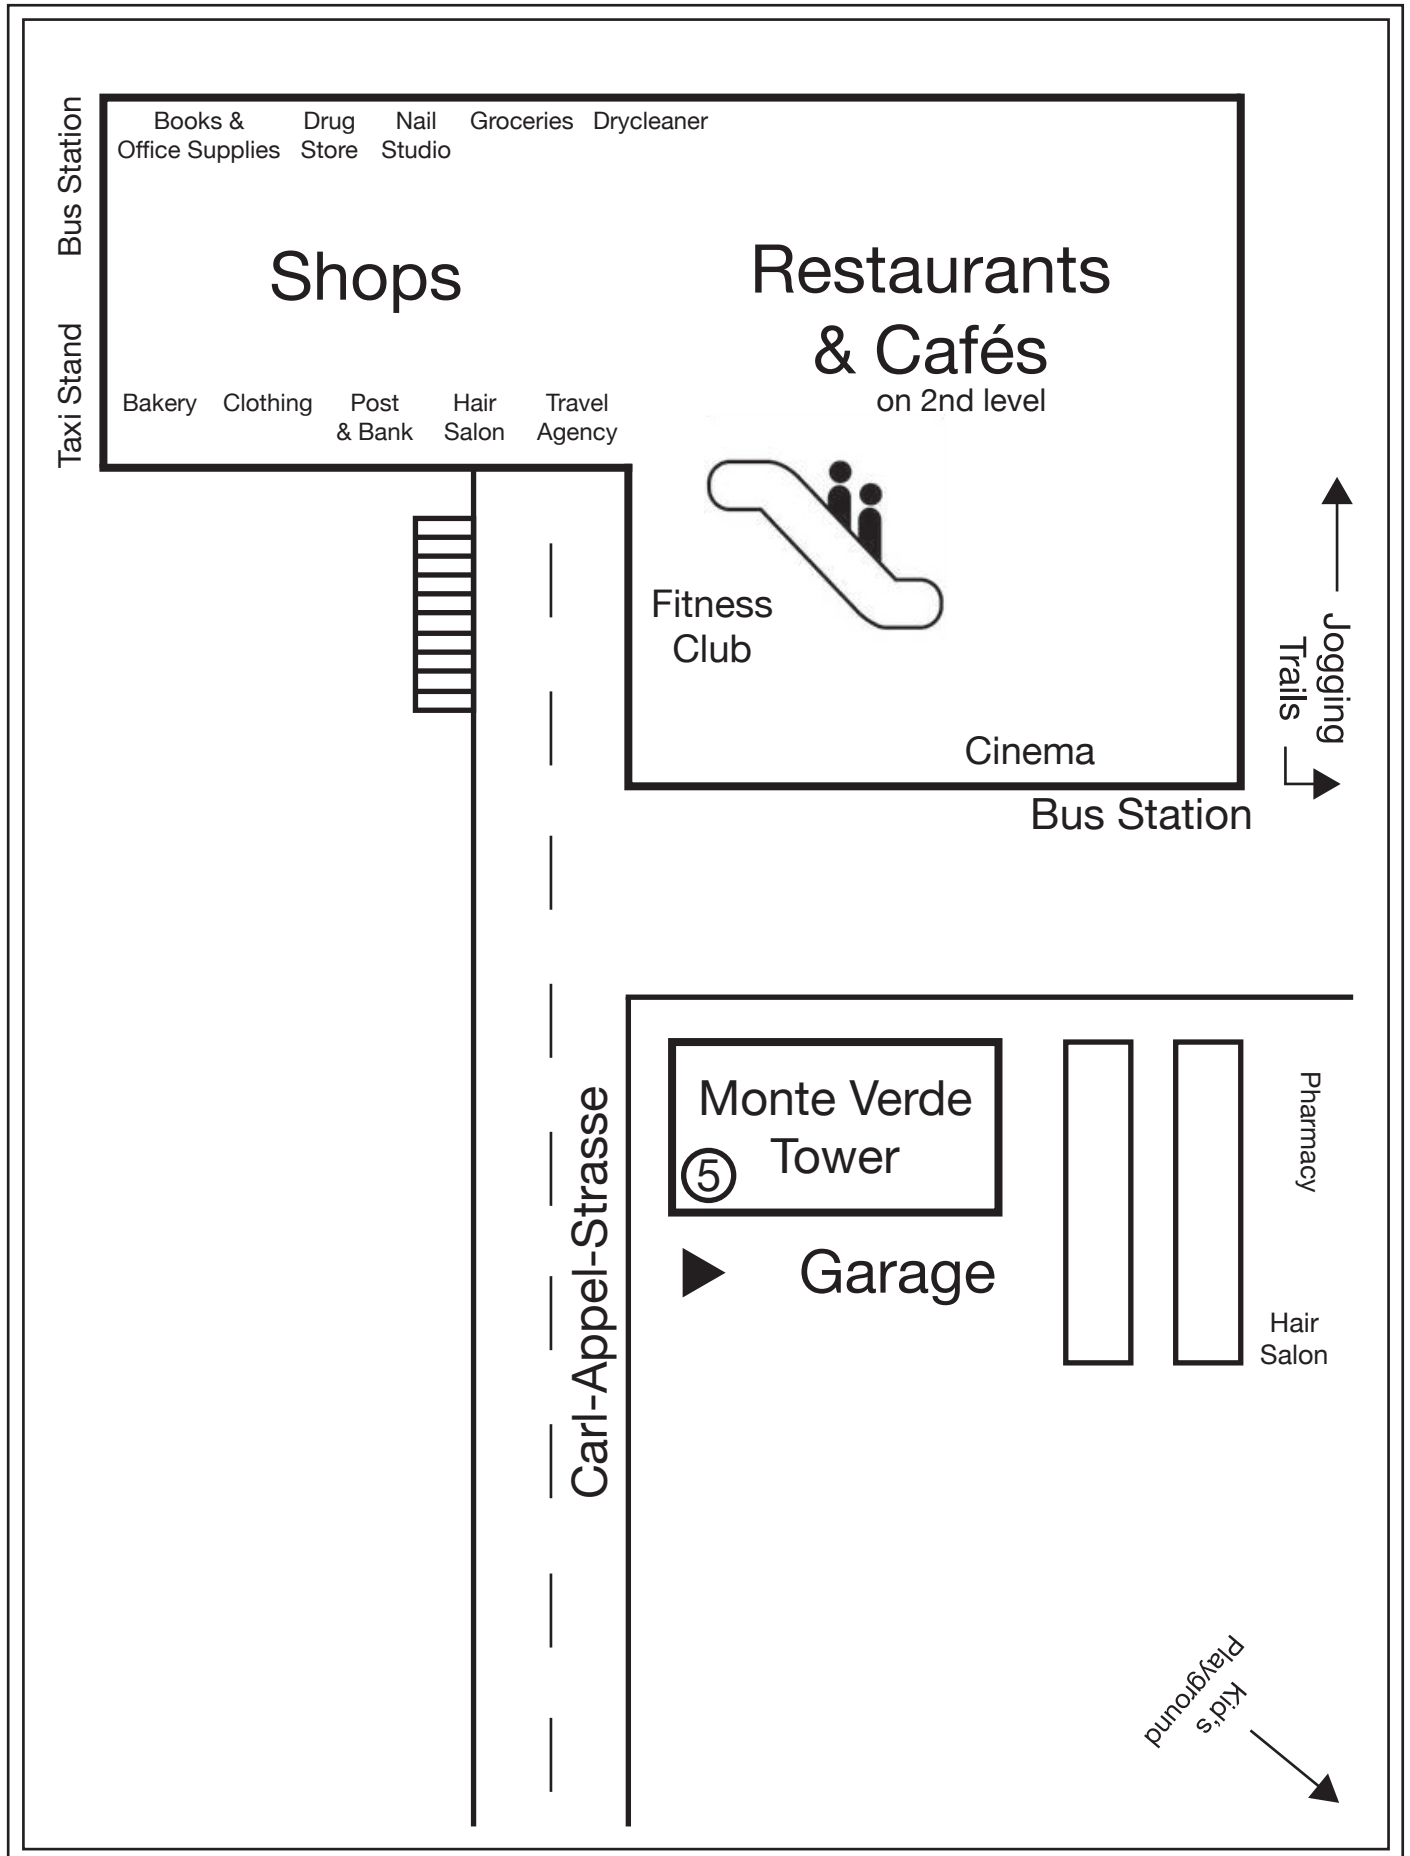 Bus Station
Taxi Stand
Books &
Office Supplies
Drug
Store
Nail
Studio
Groceries
Drycleaner
Shops
Restaurants
& Cafés
on 2nd level
Bakery
Clothing
Post
& Bank
Hair
Salon
Travel
Agency
Fitness
Club
Cinema
Bus Station
Jogging
Trails
Carl-Appel-Strasse
Monte Verde
Tower
5
Garage
Pharmacy
Hair
Salon
Kid's
Playground